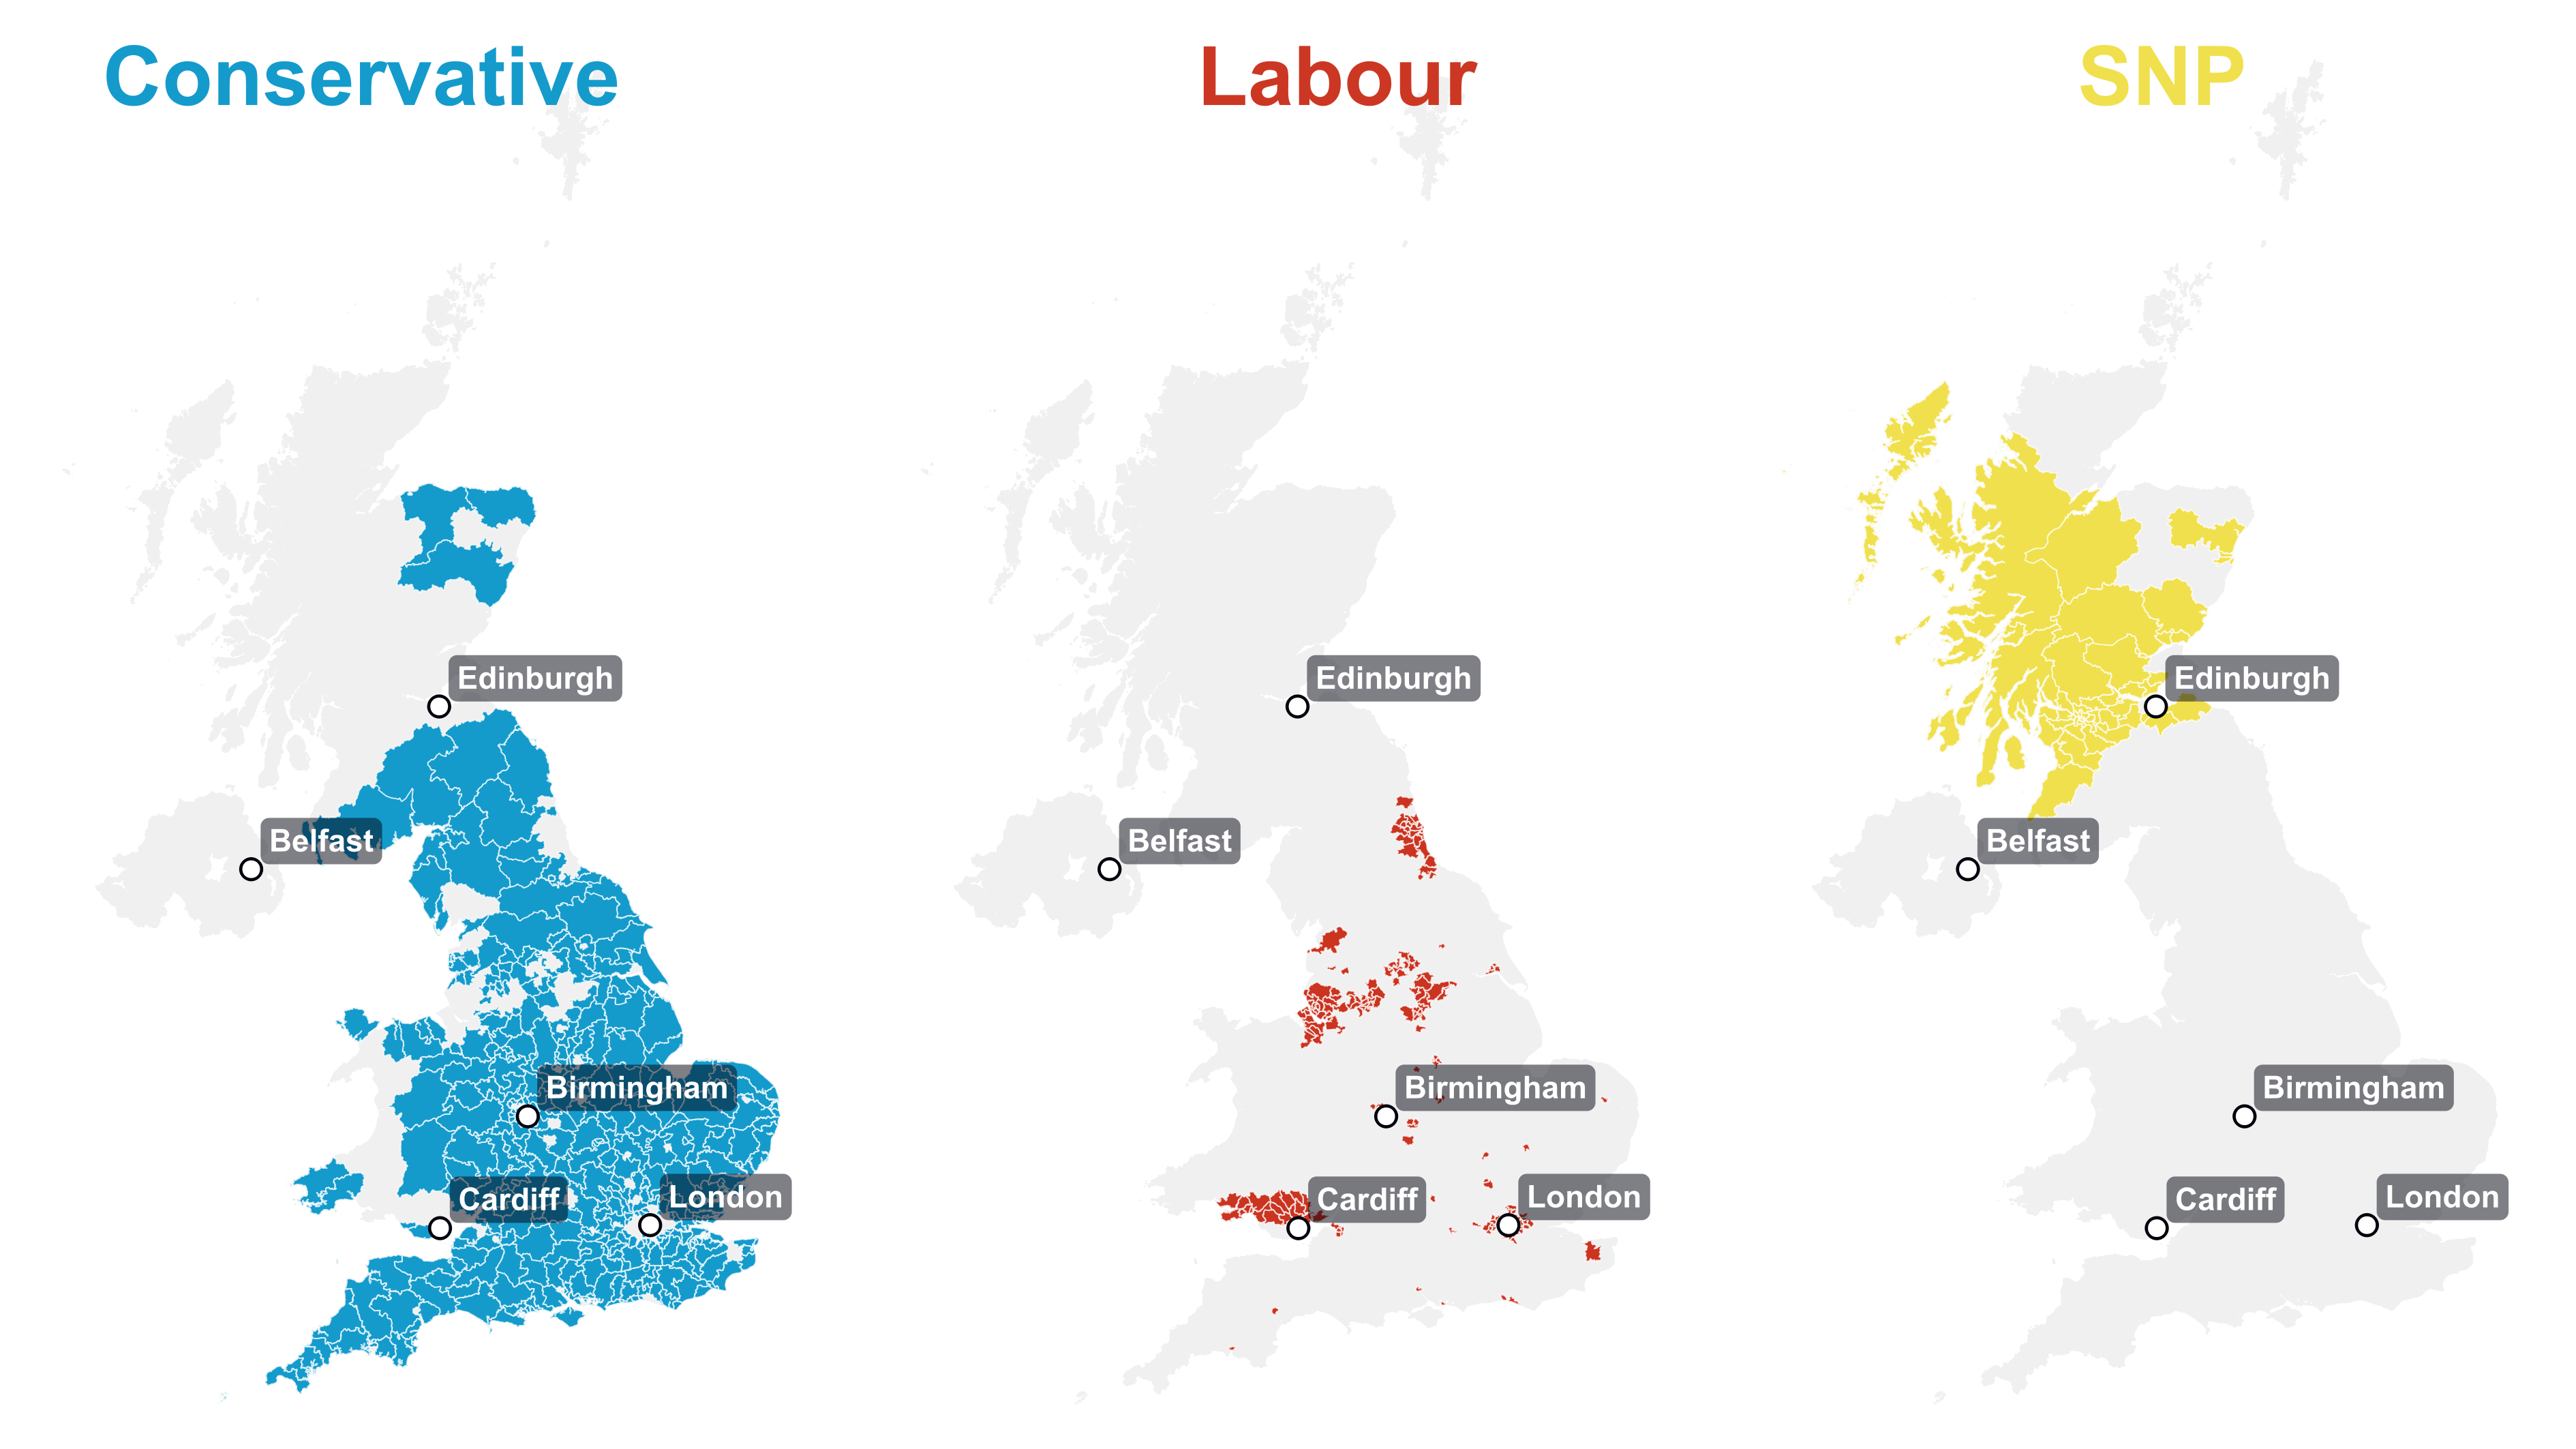 Conservative
Labour
SNP
Edinburgh
Belfast
Birmingham
Cardiff
London
Edinburgh
Belfast
Birmingham
Cardiff
London
Edinburgh
Belfast
Birmingham
Cardiff
London